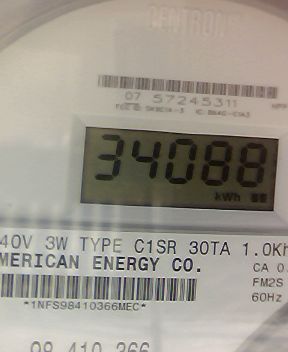 CENTRON
07 57245311
34088
kWh
40V 3W TYPE C1SR 30TA 1.0Kh
MERICAN ENERGY CO.
CA 0.
FM2S
60Hz
*1NFS98410366MEC*
98 410 366